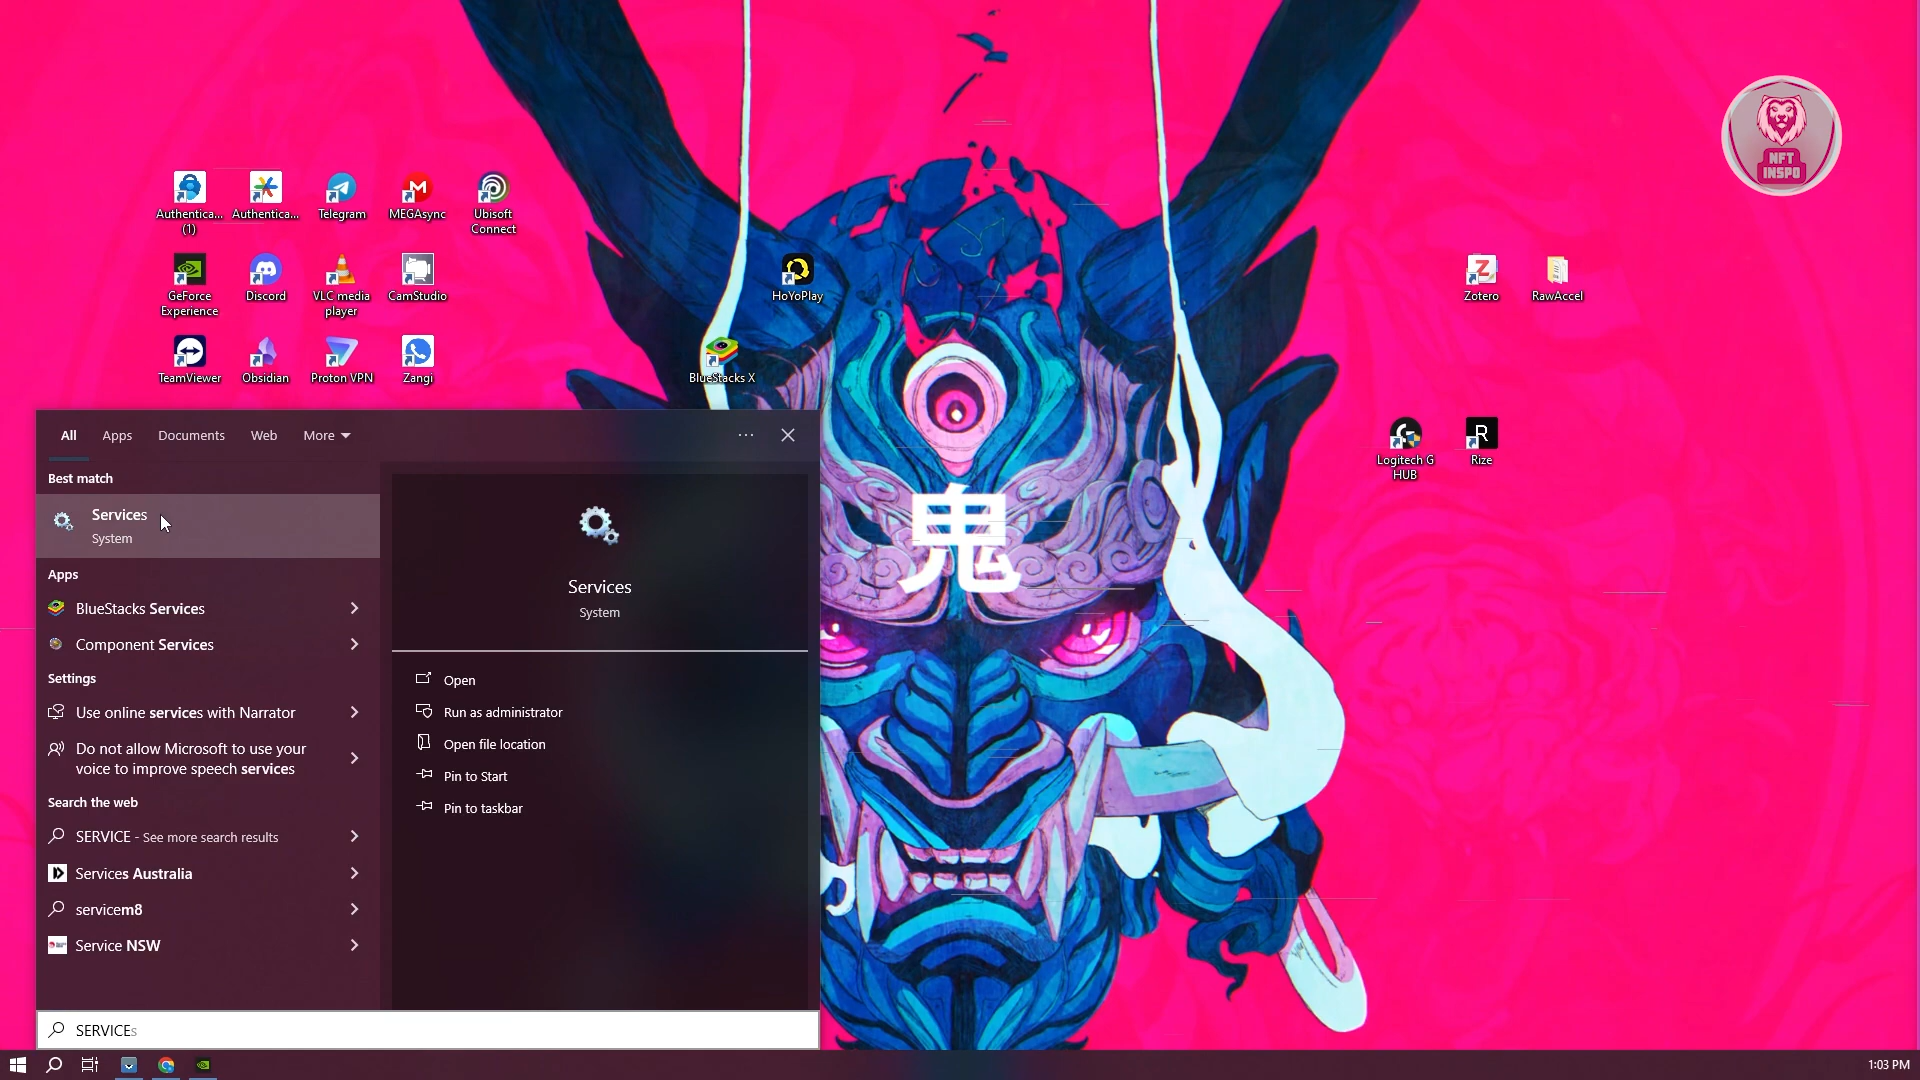 NFT
INSPO
Authentica...
(1)
Authentica...
Telegram
MEGAsync
Ubisoft
Connect
GeForce
Experience
Discord
VLC media
player
CamStudio
HoYoPlay
Zotero
RawAccel
TeamViewer
Obsidian
Proton VPN
Zangi
BlueStacks X
Logitech G
HUB
Rize
鬼
All
Apps
Documents
Web
More
Best match
Services
System
Apps
BlueStacks Services
Component Services
Settings
Use online services with Narrator
Do not allow Microsoft to use your
voice to improve speech services
Search the web
SERVICE - See more search results
Services Australia
servicem8
Service NSW
Services
System
Open
Run as administrator
Open file location
Pin to Start
Pin to taskbar
SERVICEs
1:03 PM